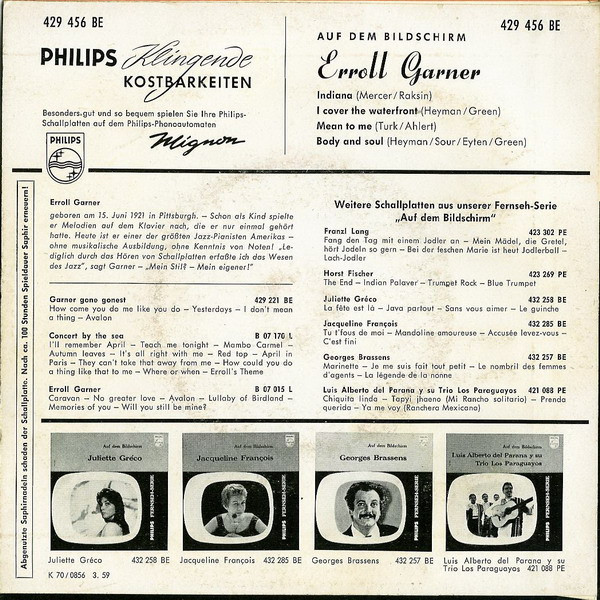 429 456 BE
429 456 BE
PHILIPS Klingende
KOSTBARKEITEN
Besonders gut und so bequem spielen Sie Ihre Philips-
Schallplatten auf dem Philips-Phonoautomaten
Mignon
PHILIPS
AUF DEM BILDSCHIRM
Erroll Garner
Indiana (Mercer/Raksin)
I cover the waterfront (Heyman/Green)
Mean to me (Turk/Ahlert)
Body and soul (Heyman/Sour/Eyten/Green)
Abgenutzte Saphirnadeln schaden der Schallplatte. Nach ca. 100 Stunden Spieldauer Saphir erneuern!
Erroll Garner
geboren am 15. Juni 1921 in Pittsburgh. – Schon als Kind spielte
er Melodien auf dem Klavier nach, die er nur einmal gehört
hatte. Heute ist er einer der größten Jazz-Pianisten Amerikas –
ohne musikalische Ausbildung, ohne Kenntnis von Noten! „Le-
diglich durch das Hören von Schallplatten erfaßte ich das Wesen
des Jazz“, sagt Garner – „Mein Stil? – Mein eigener!“
Garner gone gonest 429 221 BE
How come you do me like you do – Yesterdays – I don't mean
a thing – Avalon
Concert by the sea B 07 170 L
I'll remember April – Teach me tonight – Mambo Carmel –
Autumn leaves – It's all right with me – Red top – April in
Paris – They can't take that away from me – How could you do
a thing like that to me – Where or when – Erroll's Theme
Erroll Garner B 07 015 L
Caravan – No greater love – Avalon – Lullaby of Birdland –
Memories of you – Will you still be mine?
Weitere Schallplatten aus unserer Fernseh-Serie
„Auf dem Bildschirm“
Franzl Lang 423 302 PE
Fang den Tag mit einem Jodler an – Mein Mädel, die Gretel,
hört Jodeln so gern – Bei der feschen Marie ist heut Jodlerball –
Lach-Jodler
Horst Fischer 423 269 PE
The End – Indian Palaver – Trumpet Rock – Blue Trumpet
Juliette Gréco 432 258 BE
La fête est là – Java partout – Sans vous aimer – Le guinche
Jacqueline François 432 285 BE
Tu t'fous de moi – Mandoline amoureuse – Accusée levez-vous –
C'est fini
Georges Brassens 432 257 BE
Marinette – Je me suis fait tout petit – Le nombril des femmes
d'agents – La légende de la nonne
Luis Alberto del Parana y su Trio Los Paraguayos 421 088 PE
Chiquita linda – Tapyi jhaono (Mi Rancho solitario) – Prenda
querida – Ya me voy (Ranchera Mexicana)
Auf dem Bildschirm
Juliette Gréco
PHILIPS FERNSEH-SERIE
Auf dem Bildschirm
Jacqueline François
PHILIPS FERNSEH-SERIE
Auf dem Bildschirm
Georges Brassens
PHILIPS FERNSEH-SERIE
Auf dem Bildschirm
Luis Alberto del Parana y su
Trio Los Paraguayos
PHILIPS FERNSEH-SERIE
Juliette Gréco 432 258 BE
Jacqueline François 432 285 BE
Georges Brassens 432 257 BE
Luis Alberto del Parana y su
Trio Los Paraguayos 421 088 PE
K 70/0856 3. 59